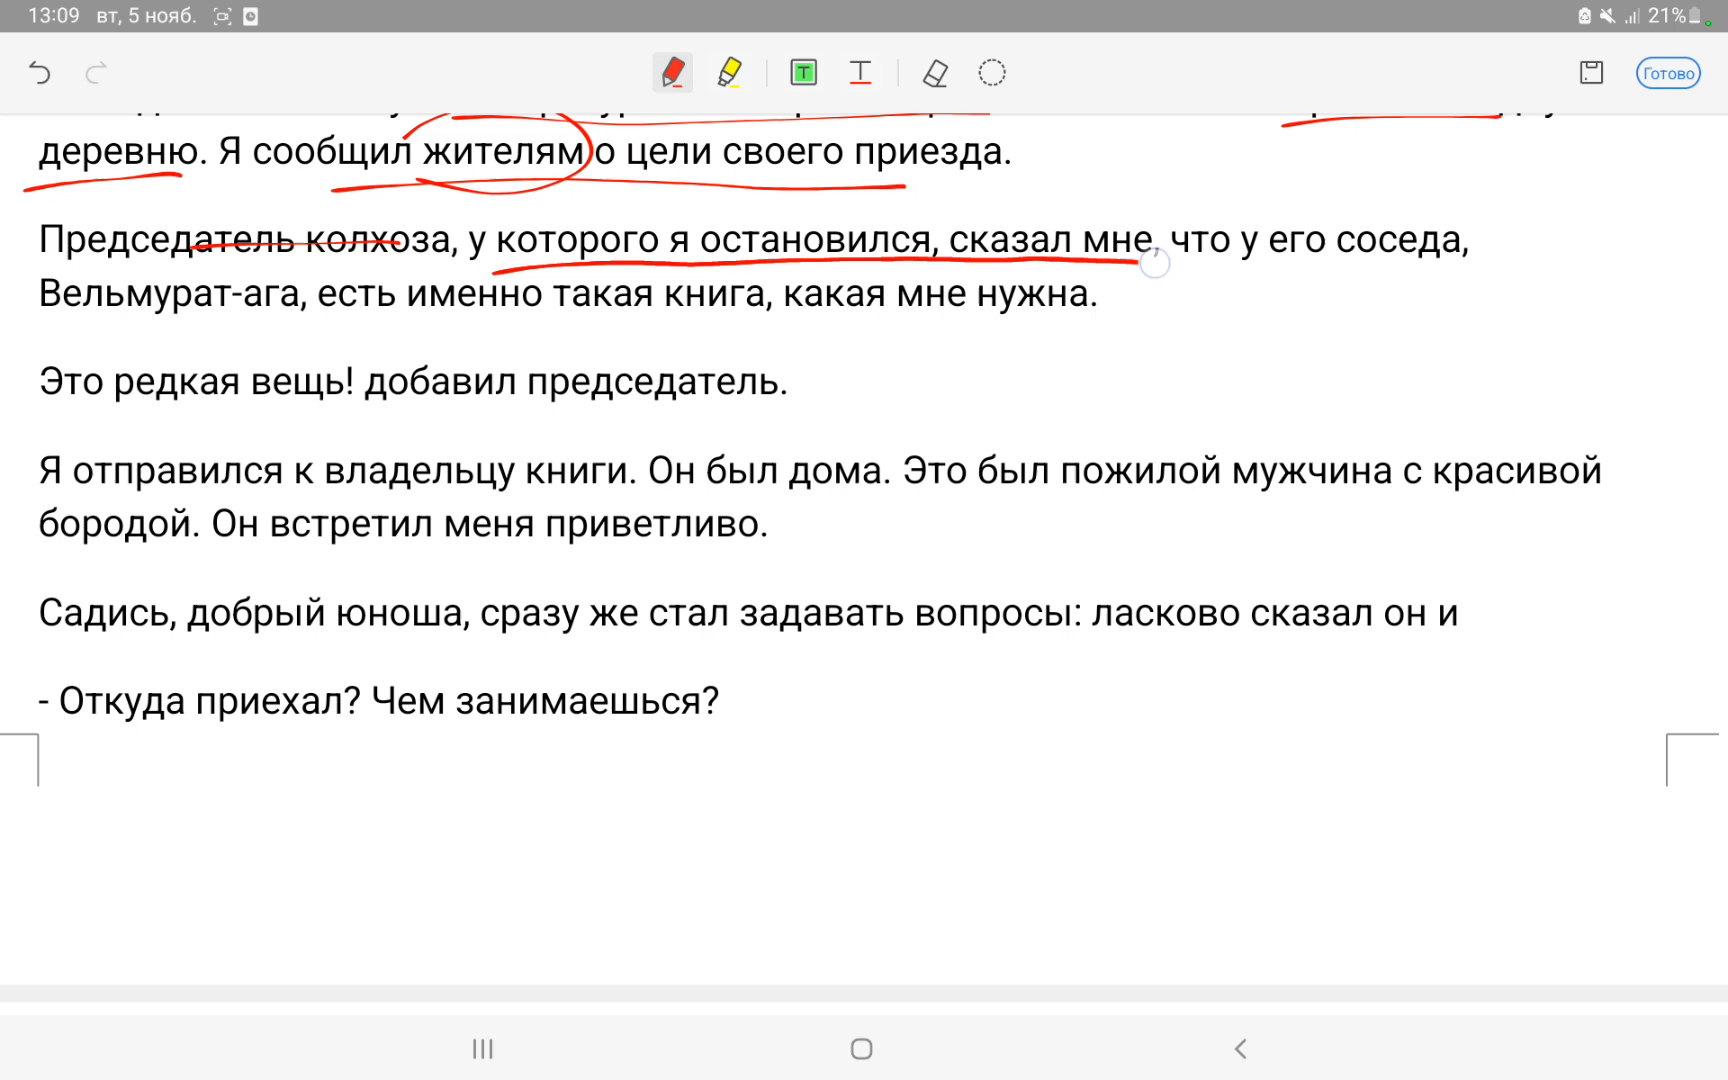 13:09 вт, 5 нояб. 21%
T T Готово
деревню. Я сообщил жителям о цели своего приезда.
Председатель колхоза, у которого я остановился, сказал мне, что у его соседа,
Вельмурат-ага, есть именно такая книга, какая мне нужна.
Это редкая вещь! добавил председатель.
Я отправился к владельцу книги. Он был дома. Это был пожилой мужчина с красивой
бородой. Он встретил меня приветливо.
Садись, добрый юноша, сразу же стал задавать вопросы: ласково сказал он и
- Откуда приехал? Чем занимаешься?